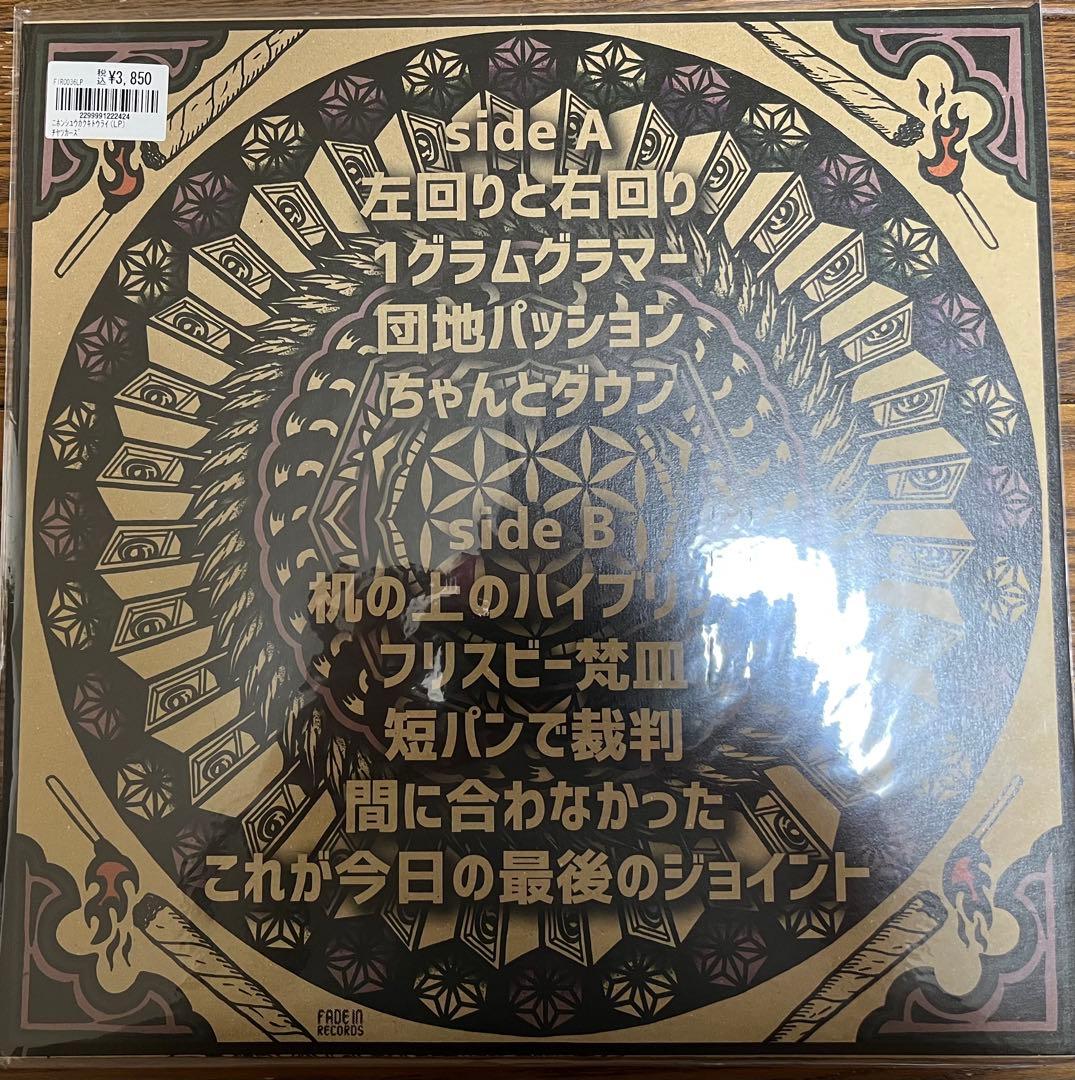 FIR0036LP
税込 ¥3,850
2299991222424
ニホンシュウカクキトウライ(LP)
チヤツカーズ
side A
左回りと右回り
1グラムグラマー
団地パッション
ちゃんとダウン
side B
机の上のハイブリ
フリスビー梵皿
短パンで裁判
間に合わなかった
これが今日の最後のジョイント
FADE IN
RECORDS